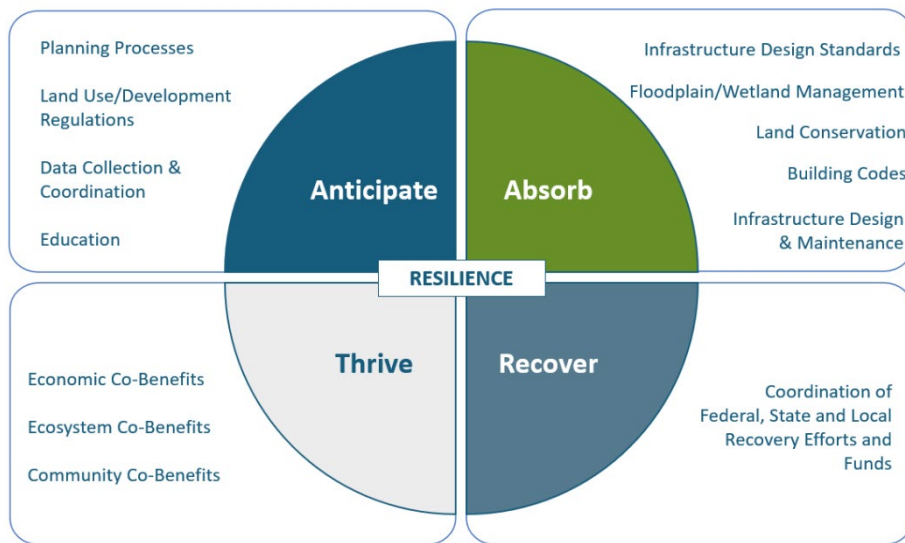 Planning Processes
Land Use/Development
Regulations
Data Collection &
Coordination
Education
Anticipate
Infrastructure Design Standards
Floodplain/Wetland Management
Land Conservation
Building Codes
Infrastructure Design
& Maintenance
Absorb
RESILIENCE
Economic Co-Benefits
Ecosystem Co-Benefits
Community Co-Benefits
Thrive
Recover
Coordination of
Federal, State and Local
Recovery Efforts and
Funds